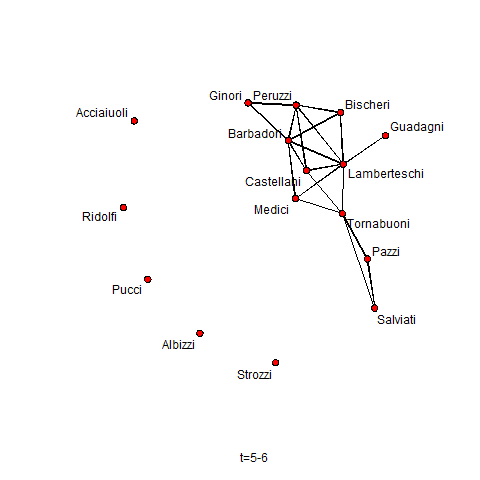 Ginori
Peruzzi
Bischeri
Acciaiuoli
Guadagni
Barbadori
Lamberteschi
Castellani
Medici
Ridolfi
Tornabuoni
Pazzi
Pucci
Salviati
Albizzi
Strozzi
t=5-6